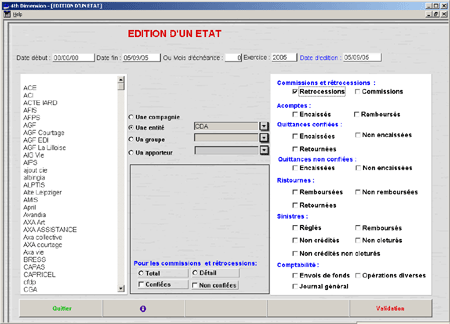 4th Dimension - [EDITION D'UN ETAT]
Help
EDITION D'UN ETAT
Date début : 00/00/00 Date fin : 05/09/05 Ou Mois d'échéance : 0 Exercice : 2005 Date d'edition : 05/09/05
ACE
ACI
ACTE IARD
AFIS
AFPS
AGF
AGF Courtage
AGF EDI
AGF La Lilloise
AIG Vie
AIPS
ajout cie
albingia
ALPTIS
Alte Leipziger
AMIS
April
Avandia
AXA Art
AXA ASSISTANCE
Axa collective
AXA courtage
Axa vie
BRESS
CAPAS
CAPRICEL
cfdp
CGA
Une compagnie
Une entité CDA
Un groupe
Un apporteur
Pour les commissions et rétrocessions:
Total Détail
Confiées Non confiées
Commissions et rétrocessions :
Retrocessions Commissions
Acomptes :
Encaissés Remboursés
Quittances confiées :
Encaissées Non encaissées
Retournées
Quittances non confiées :
Encaissées Non encaissées
Ristournes :
Remboursées Non remboursées
Retournées
Sinistres :
Réglés Remboursés
Non crédités Non cloturés
Non crédités non cloturés
Comptabilité :
Envois de fonds Opérations diverses
Journal général
Quitter Validation